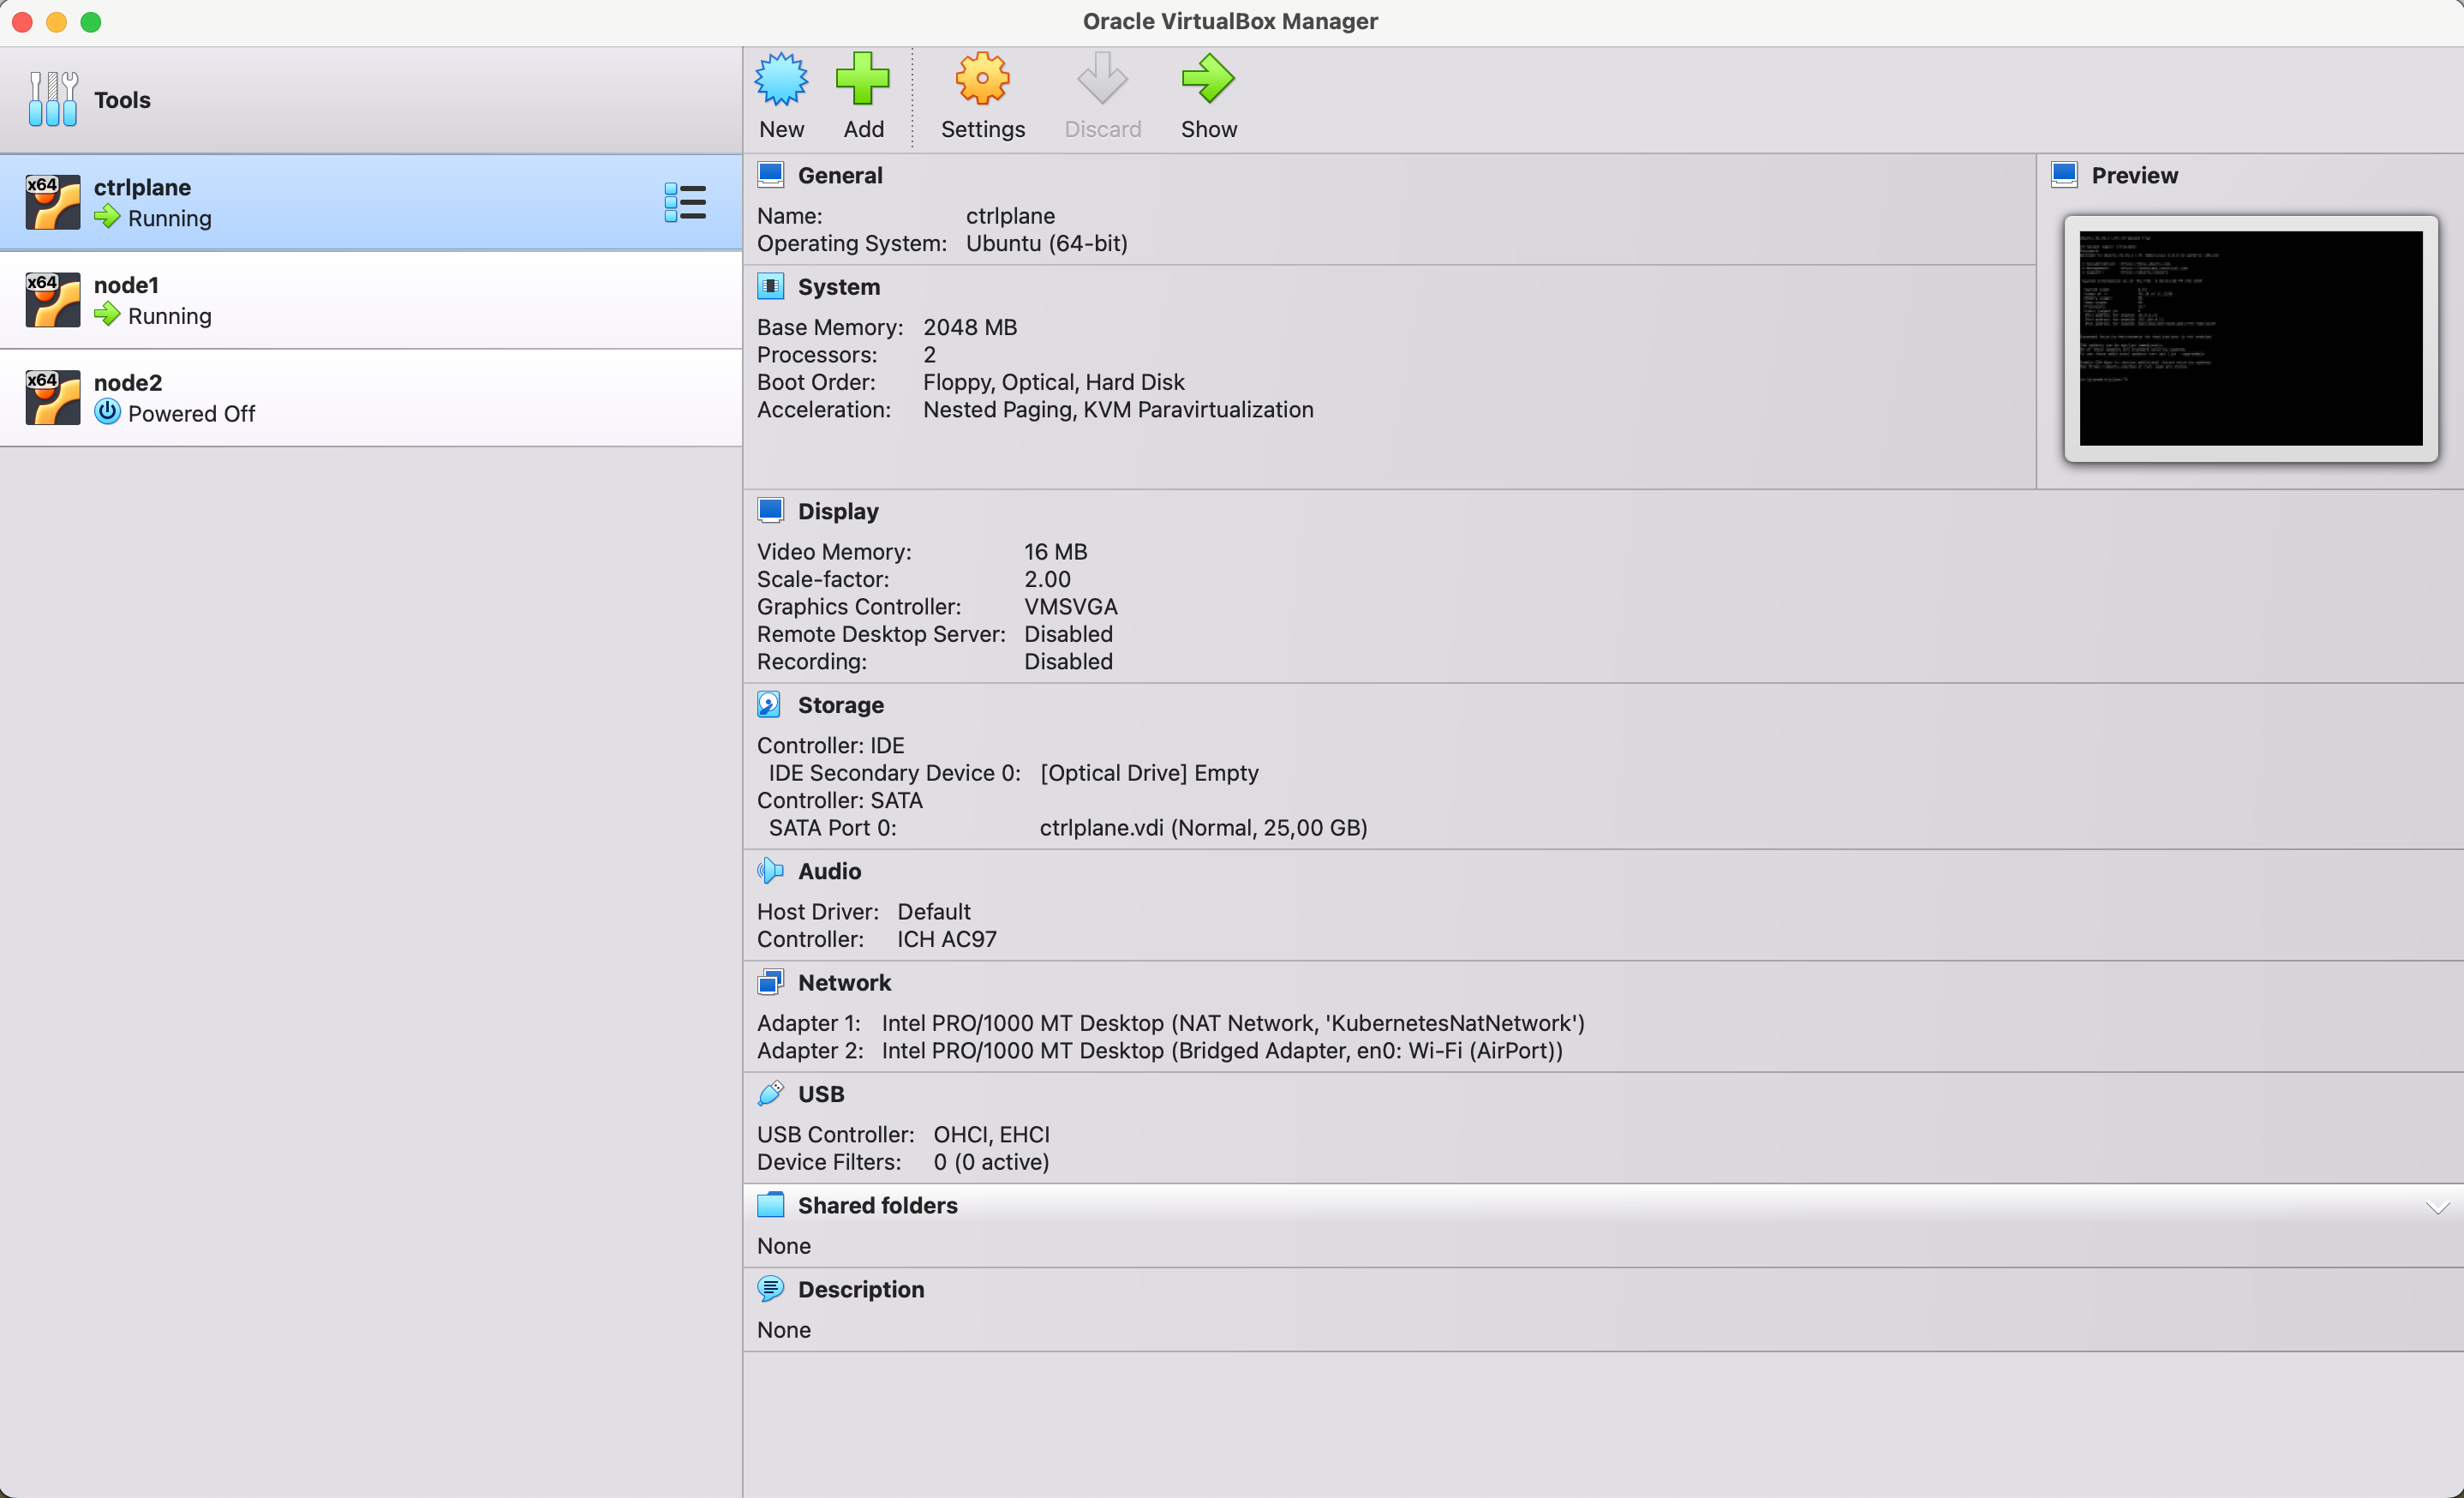 Oracle VirtualBox Manager
Tools
New
Add
Settings
Discard
Show
x64
ctrlplane
Running
x64
node1
Running
x64
node2
Powered Off
General
Name: ctrlplane
Operating System: Ubuntu (64-bit)
Preview
System
Base Memory: 2048 MB
Processors: 2
Boot Order: Floppy, Optical, Hard Disk
Acceleration: Nested Paging, KVM Paravirtualization
Display
Video Memory: 16 MB
Scale-factor: 2.00
Graphics Controller: VMSVGA
Remote Desktop Server: Disabled
Recording: Disabled
Storage
Controller: IDE
IDE Secondary Device 0: [Optical Drive] Empty
Controller: SATA
SATA Port 0: ctrlplane.vdi (Normal, 25,00 GB)
Audio
Host Driver: Default
Controller: ICH AC97
Network
Adapter 1: Intel PRO/1000 MT Desktop (NAT Network, 'KubernetesNatNetwork')
Adapter 2: Intel PRO/1000 MT Desktop (Bridged Adapter, en0: Wi-Fi (AirPort))
USB
USB Controller: OHCI, EHCI
Device Filters: 0 (0 active)
Shared folders
None
Description
None